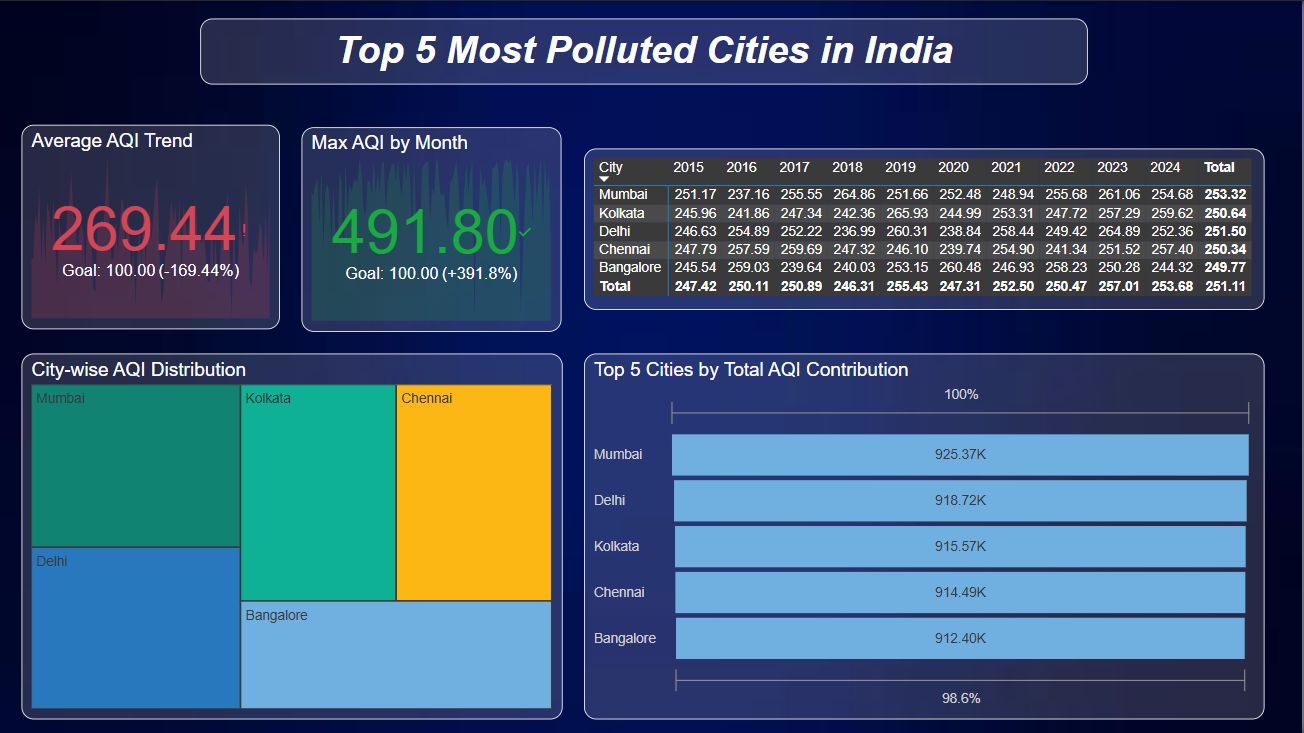 Top 5 Most Polluted Cities in India
Average AQI Trend
269.44!
Goal: 100.00 (-169.44%)
Max AQI by Month
491.80✓
Goal: 100.00 (+391.8%)
City 2015 2016 2017 2018 2019 2020 2021 2022 2023 2024 Total
Mumbai 251.17 237.16 255.55 264.86 251.66 252.48 248.94 255.68 261.06 254.68 253.32
Kolkata 245.96 241.86 247.34 242.36 265.93 244.99 253.31 247.72 257.29 259.62 250.64
Delhi 246.63 254.89 252.22 236.99 260.31 238.84 258.44 249.42 264.89 252.36 251.50
Chennai 247.79 257.59 259.69 247.32 246.10 239.74 254.90 241.34 251.52 257.40 250.34
Bangalore 245.54 259.03 239.64 240.03 253.15 260.48 246.93 258.23 250.28 244.32 249.77
Total 247.42 250.11 250.89 246.31 255.43 247.31 252.50 250.47 257.01 253.68 251.11
City-wise AQI Distribution
Mumbai
Kolkata
Chennai
Delhi
Bangalore
Top 5 Cities by Total AQI Contribution
100%
Mumbai 925.37K
Delhi 918.72K
Kolkata 915.57K
Chennai 914.49K
Bangalore 912.40K
98.6%